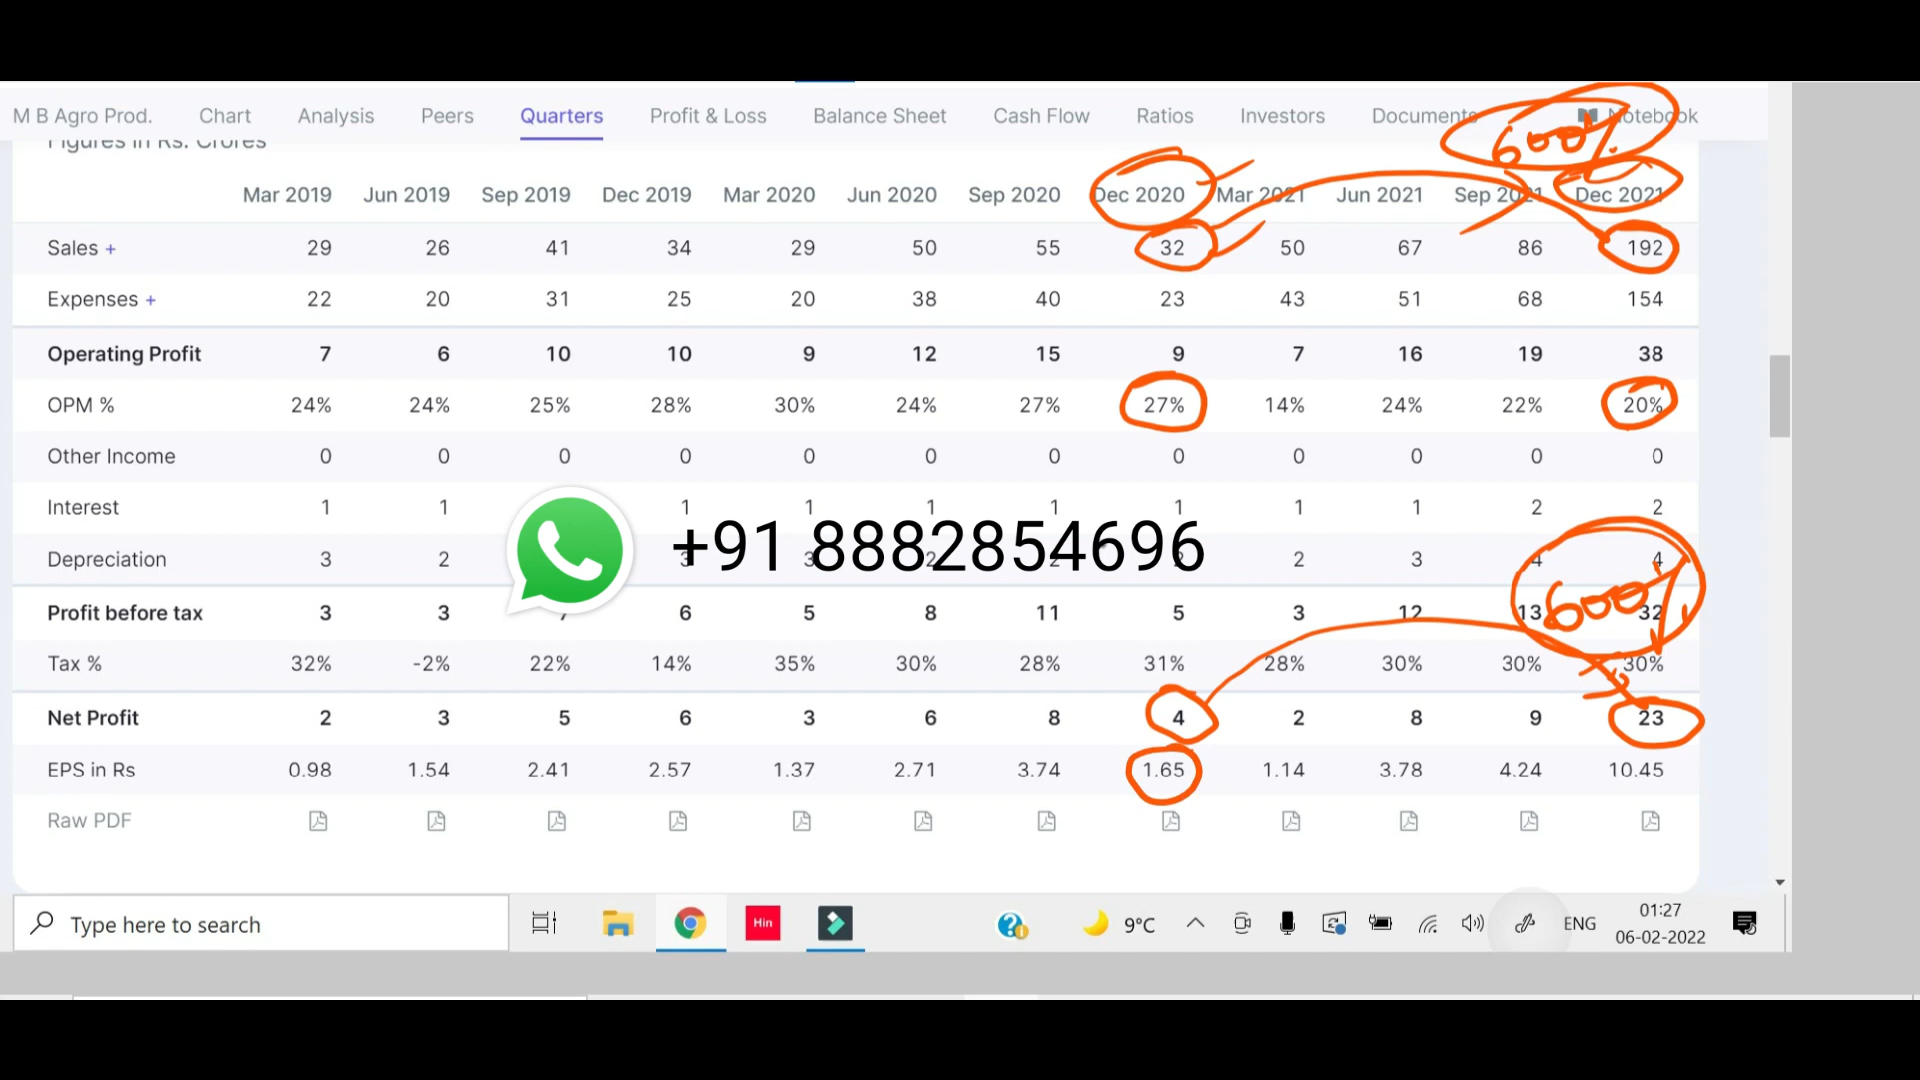 M B Agro Prod. Chart Analysis Peers Quarters Profit & Loss Balance Sheet Cash Flow Ratios Investors Documents Notebook
600%
Figures in Rs. Crores
Mar 2019 Jun 2019 Sep 2019 Dec 2019 Mar 2020 Jun 2020 Sep 2020 Dec 2020 Mar 2021 Jun 2021 Sep 2021 Dec 2021
Sales + 29 26 41 34 29 50 55 32 50 67 86 192
Expenses + 22 20 31 25 20 38 40 23 43 51 68 154
Operating Profit 7 6 10 10 9 12 15 9 7 16 19 38
OPM % 24% 24% 25% 28% 30% 24% 27% 27% 14% 24% 22% 20%
Other Income 0 0 0 0 0 0 0 0 0 0 0 0
Interest 1 1 1 1 1 1 1 1 1 2 2
+91 8882854696
Depreciation 3 2 3 3 2 2 2 3 4 4
600%
Profit before tax 3 3 7 6 5 8 11 5 3 12 13 32
Tax % 32% -2% 22% 14% 35% 30% 28% 31% 28% 30% 30% 30%
Net Profit 2 3 5 6 3 6 8 4 2 8 9 23
EPS in Rs 0.98 1.54 2.41 2.57 1.37 2.71 3.74 1.65 1.14 3.78 4.24 10.45
Raw PDF
Type here to search
Hin
9°C
ENG
01:27
06-02-2022